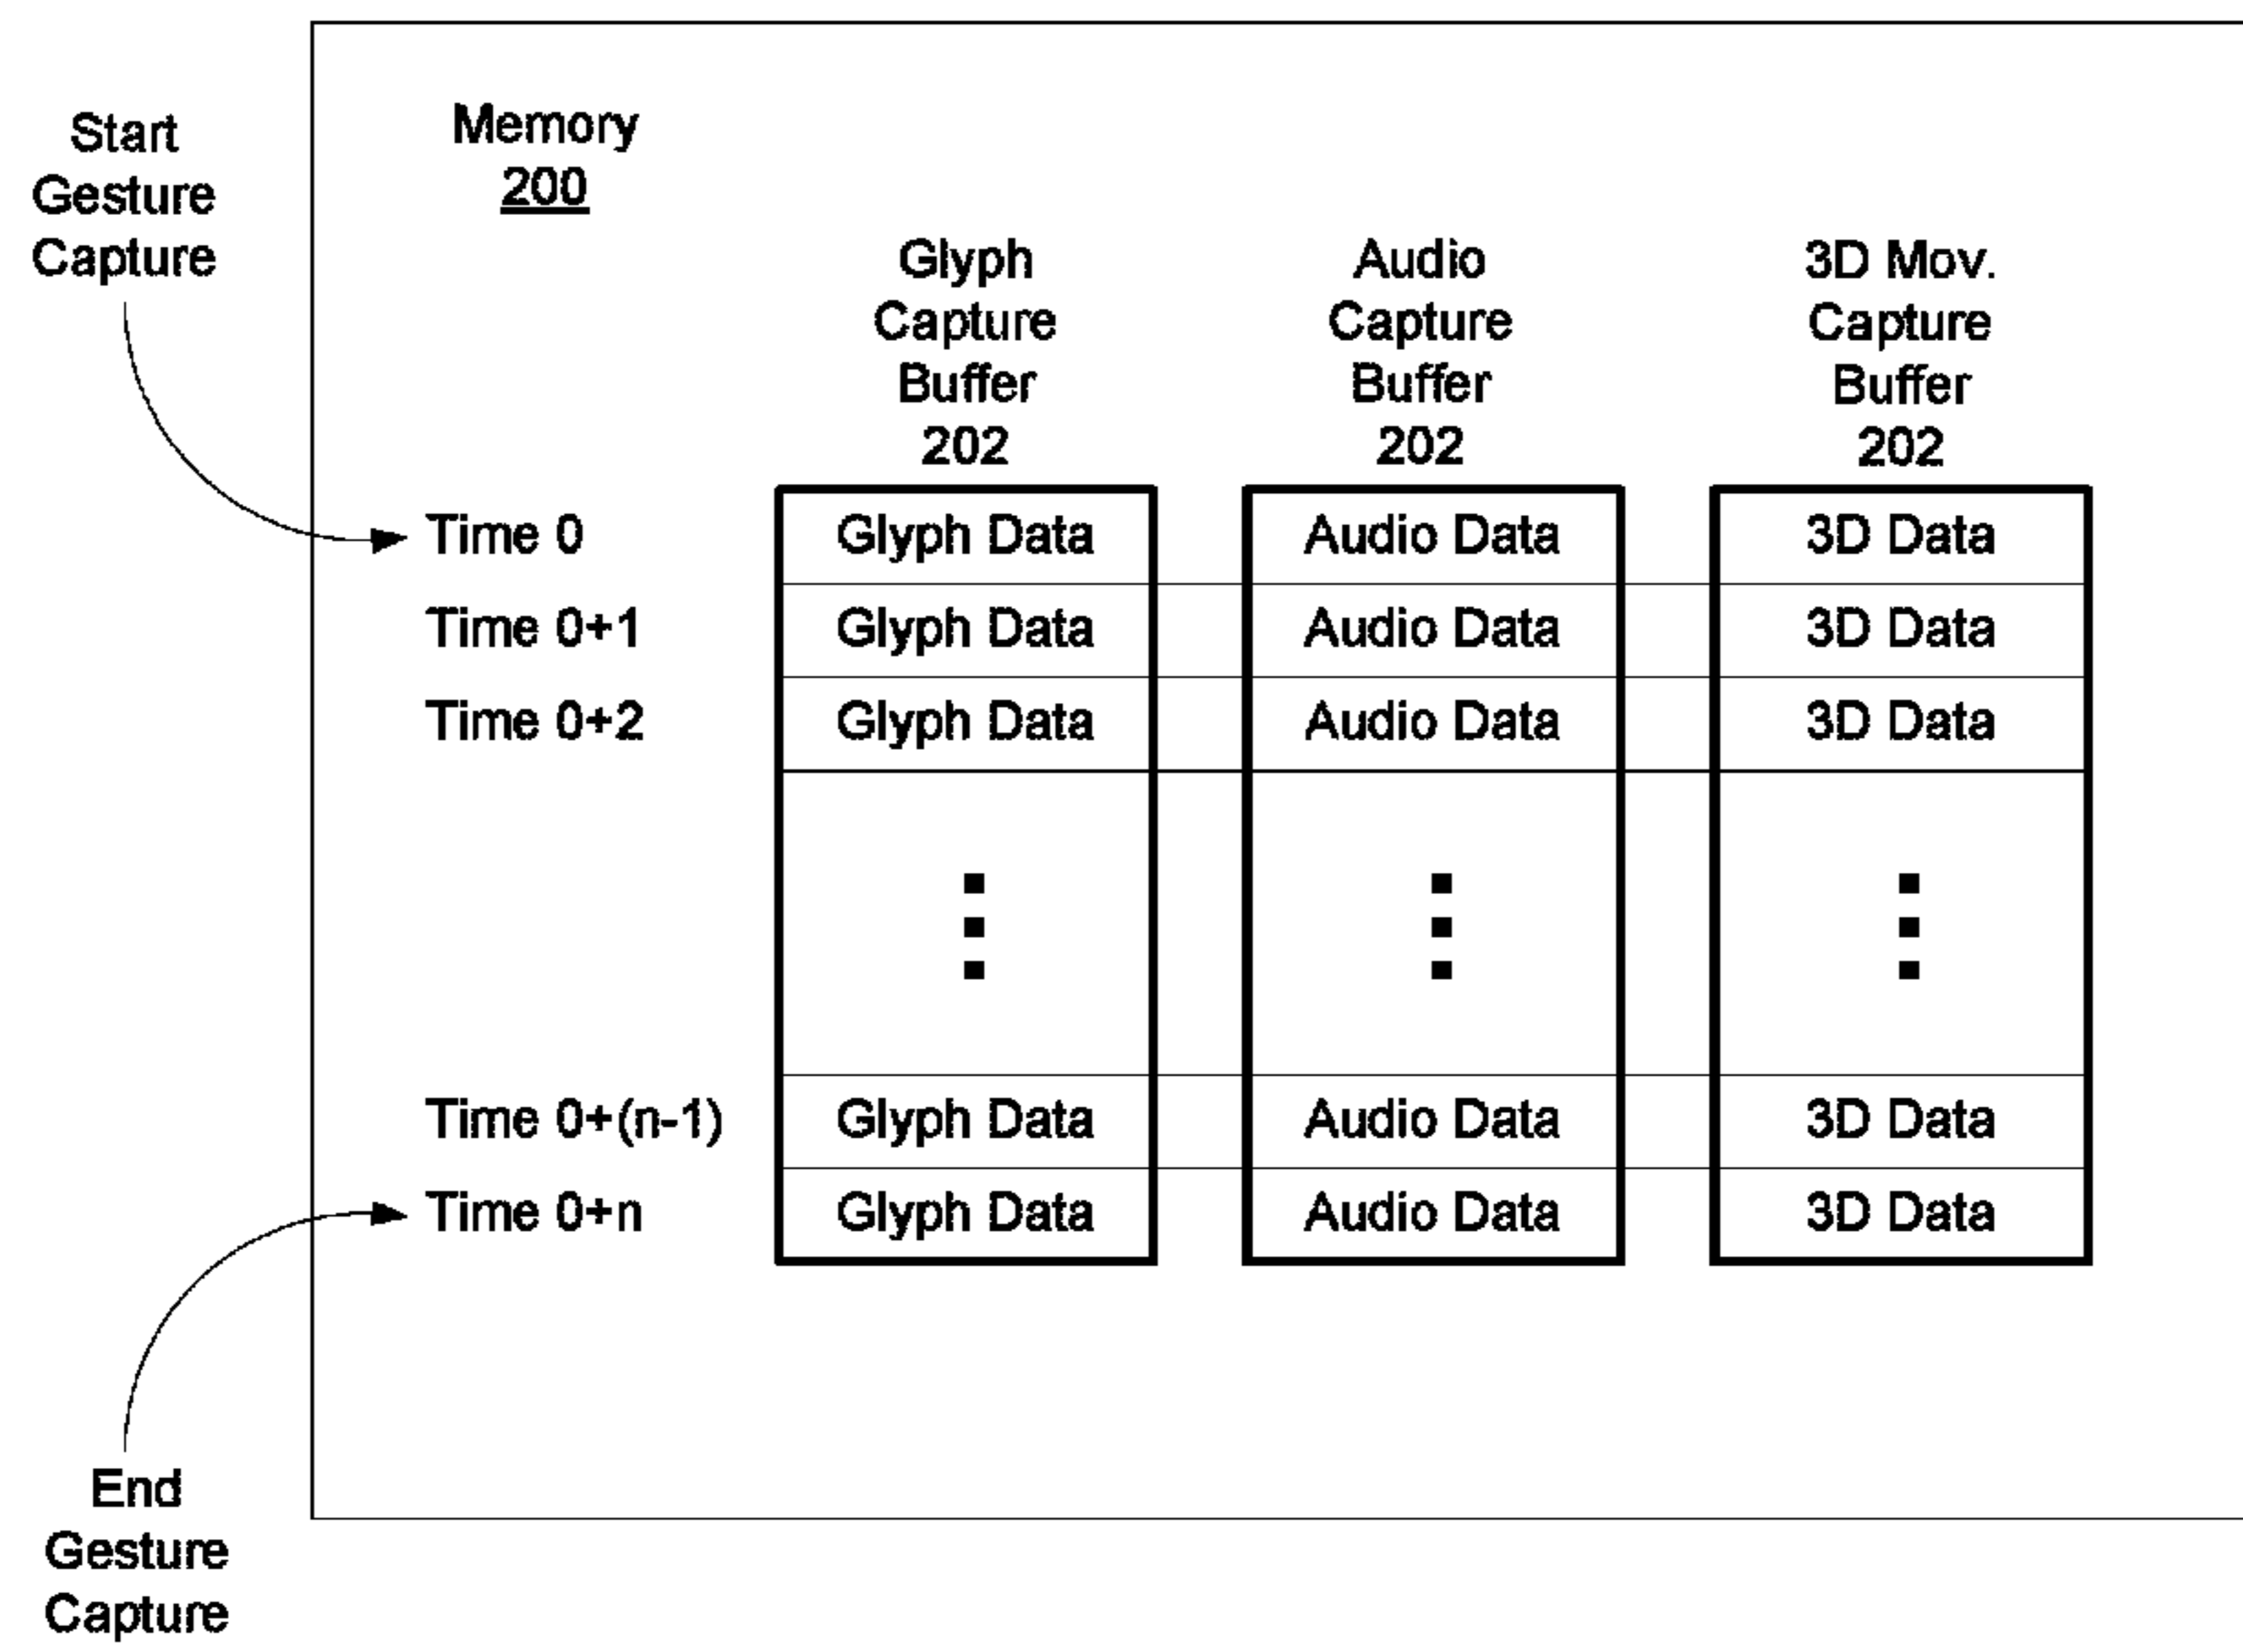 Start
Gesture
Capture
Memory
200
Glyph
Capture
Buffer
202
Audio
Capture
Buffer
202
3D Mov.
Capture
Buffer
202
Time 0 Glyph Data Audio Data 3D Data
Time 0+1 Glyph Data Audio Data 3D Data
Time 0+2 Glyph Data Audio Data 3D Data
Time 0+(n-1) Glyph Data Audio Data 3D Data
Time 0+n Glyph Data Audio Data 3D Data
End
Gesture
Capture